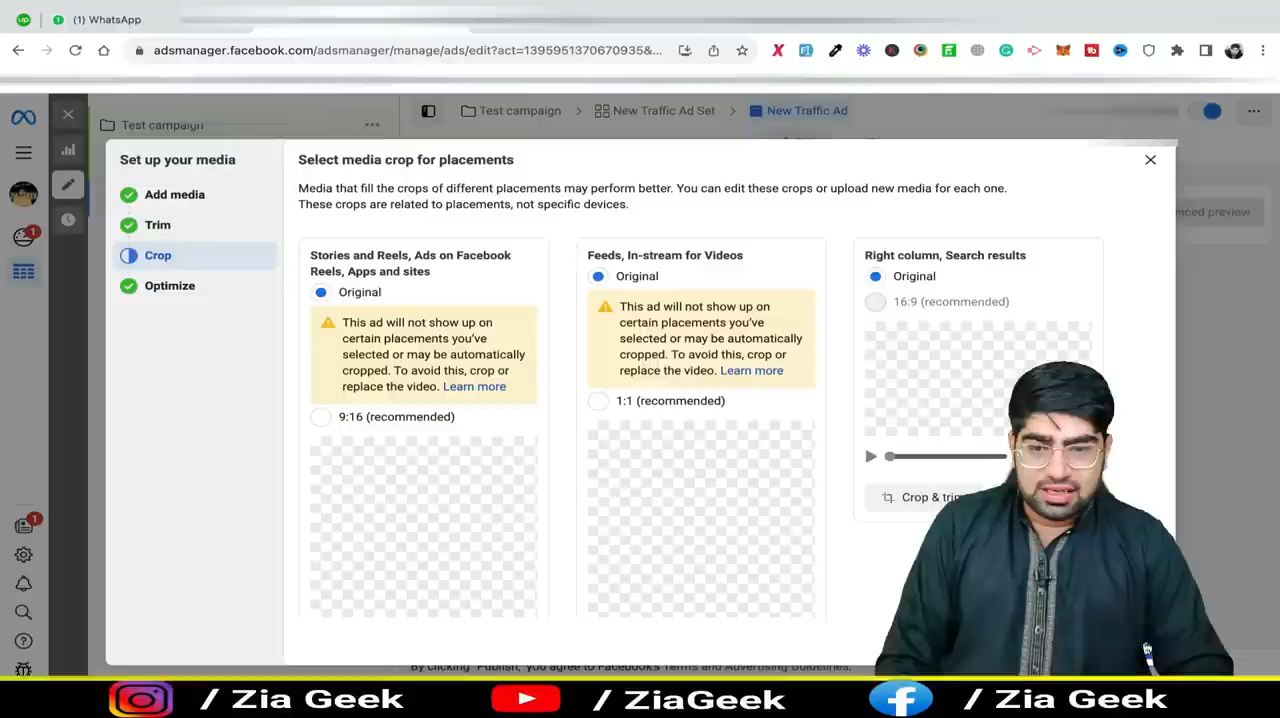 (1) WhatsApp
adsmanager.facebook.com/adsmanager/manage/ads/edit?act=1395951370670935&...
Test campaign
Test campaign > New Traffic Ad Set > New Traffic Ad
Set up your media
Add media
Trim
Crop
Optimize
Select media crop for placements
Media that fill the crops of different placements may perform better. You can edit these crops or upload new media for each one.
These crops are related to placements, not specific devices.
Stories and Reels, Ads on Facebook
Reels, Apps and sites
Original
This ad will not show up on
certain placements you've
selected or may be automatically
cropped. To avoid this, crop or
replace the video. Learn more
9:16 (recommended)
Feeds, In-stream for Videos
Original
This ad will not show up on
certain placements you've
selected or may be automatically
cropped. To avoid this, crop or
replace the video. Learn more
1:1 (recommended)
Right column, Search results
Original
16:9 (recommended)
Crop & trim
preview
1
1
By clicking "Publish," you agree to Facebook's Terms and Advertising Guidelines.
/ Zia Geek
/ ZiaGeek
/ Zia Geek